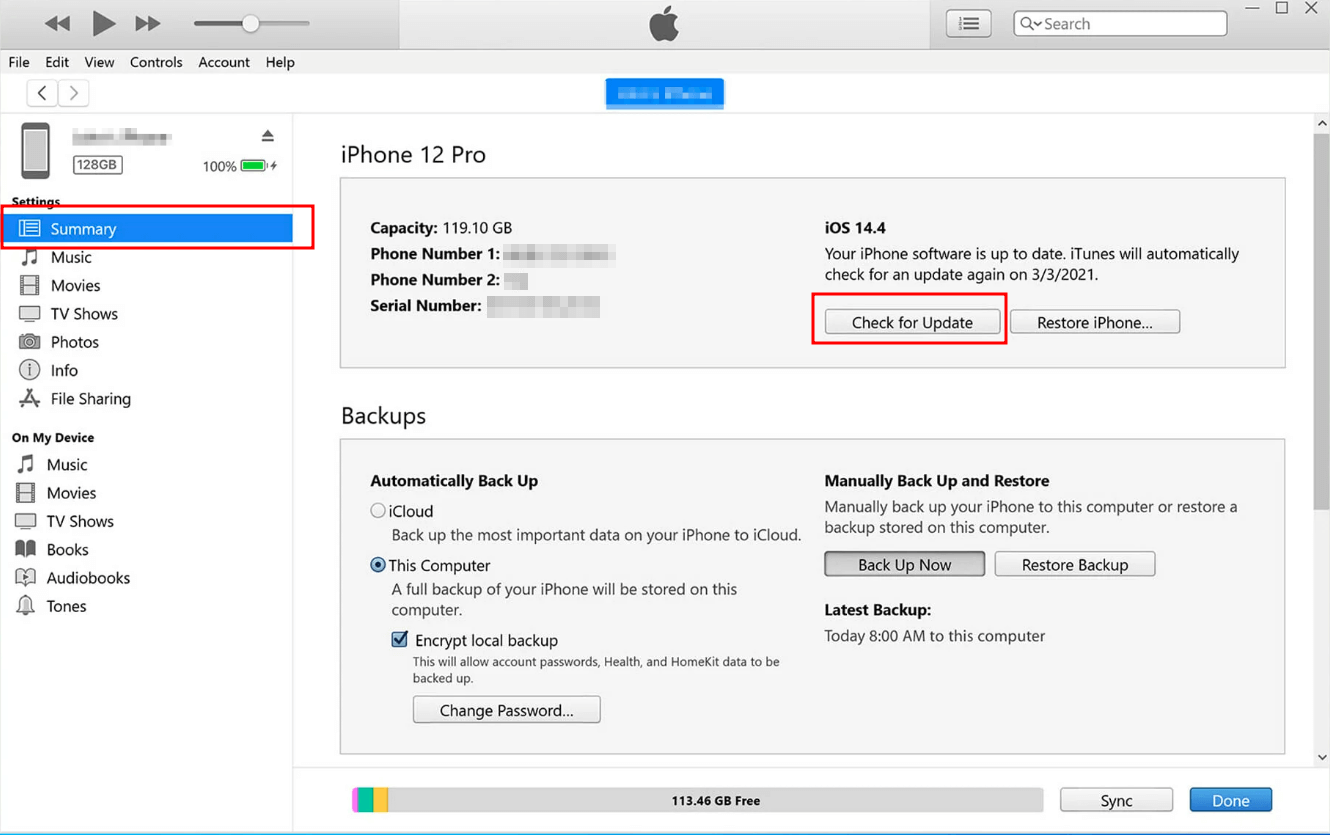 Search
File Edit View Controls Account Help
128GB
100%
Settings
Summary
Music
Movies
TV Shows
Photos
Info
File Sharing
On My Device
Music
Movies
TV Shows
Books
Audiobooks
Tones
iPhone 12 Pro
Capacity: 119.10 GB
Phone Number 1:
Phone Number 2:
Serial Number:
iOS 14.4
Your iPhone software is up to date. iTunes will automatically
check for an update again on 3/3/2021.
Check for Update Restore iPhone...
Backups
Automatically Back Up
iCloud
Back up the most important data on your iPhone to iCloud.
This Computer
A full backup of your iPhone will be stored on this
computer.
Encrypt local backup
This will allow account passwords, Health, and HomeKit data to be
backed up.
Change Password...
Manually Back Up and Restore
Manually back up your iPhone to this computer or restore a
backup stored on this computer.
Back Up Now Restore Backup
Latest Backup:
Today 8:00 AM to this computer
113.46 GB Free
Sync Done